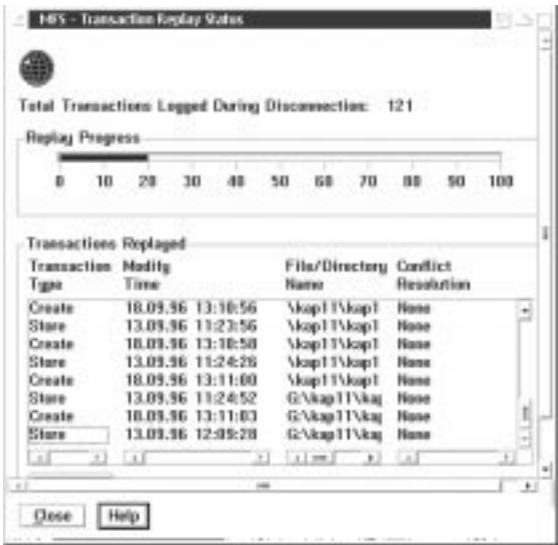 MFS - Transaction Replay Status
Total Transactions Logged During Disconnection: 121
Replay Progress
0 10 20 30 40 50 60 70 80 90 100
Transactions Replayed
Transaction Modify File/Directory Conflict
Type Time Name Resolution
Create 18.09.96 13:10:56 \kap11\kap1 None
Store 13.09.96 11:23:56 \kap11\kap1 None
Create 18.09.96 13:10:58 \kap11\kap1 None
Store 13.09.96 11:24:26 \kap11\kap1 None
Create 18.09.96 13:11:00 \kap11\kap1 None
Store 13.09.96 11:24:52 G:\kap11\kap None
Create 18.09.96 13:11:03 G:\kap11\kap None
Store 13.09.96 12:09:28 G:\kap11\kap None
Close Help